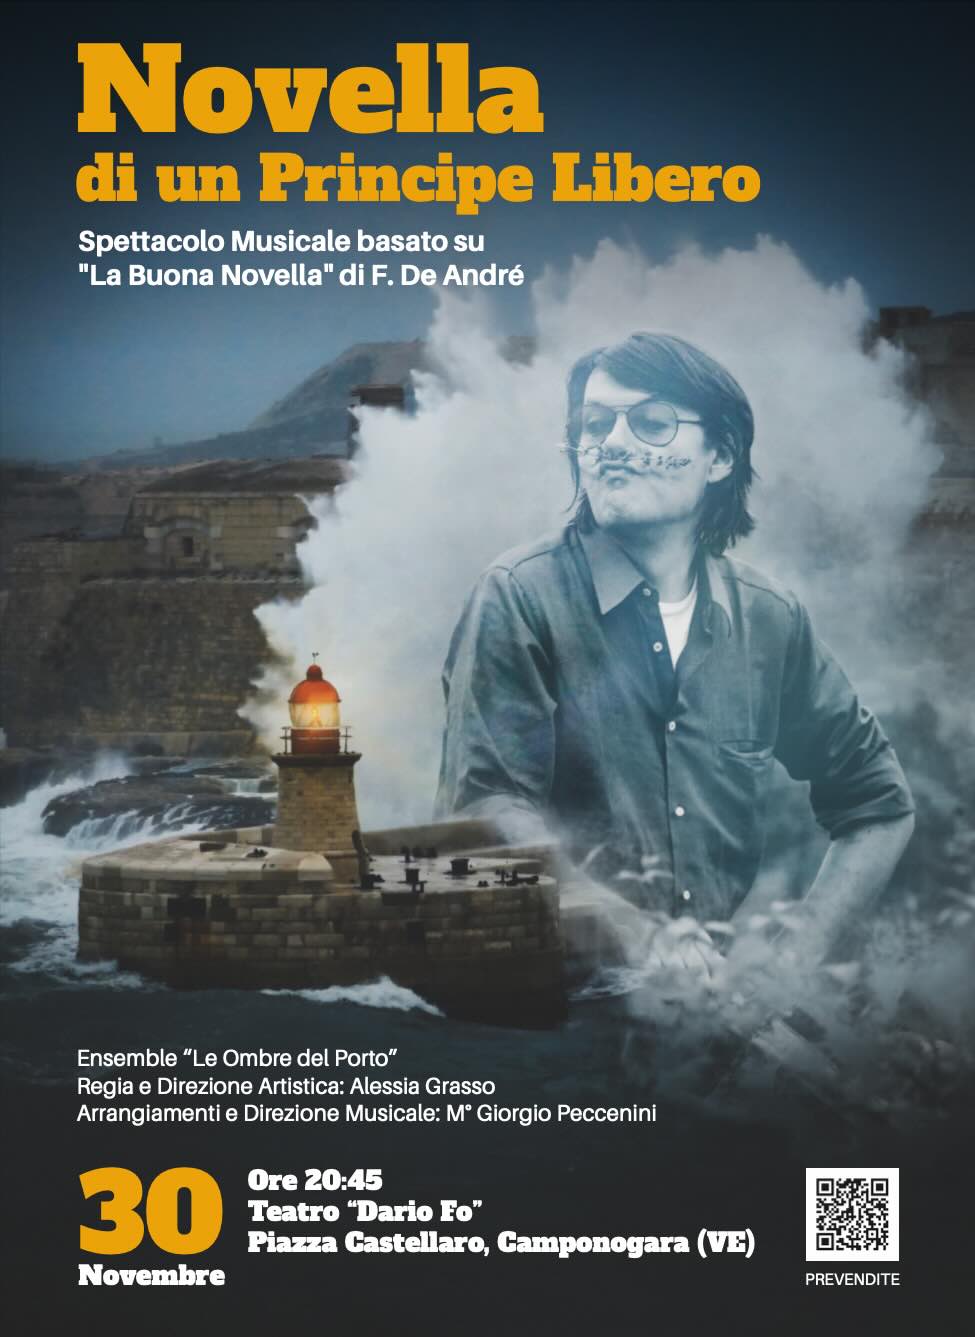 Novella
di un Principe Libero
Spettacolo Musicale basato su
"La Buona Novella" di F. De André
Ensemble “Le Ombre del Porto”
Regia e Direzione Artistica: Alessia Grasso
Arrangiamenti e Direzione Musicale: M° Giorgio Peccenini
30
Novembre
Ore 20:45
Teatro “Dario Fo”
Piazza Castellaro, Camponogara (VE)
PREVENDITE